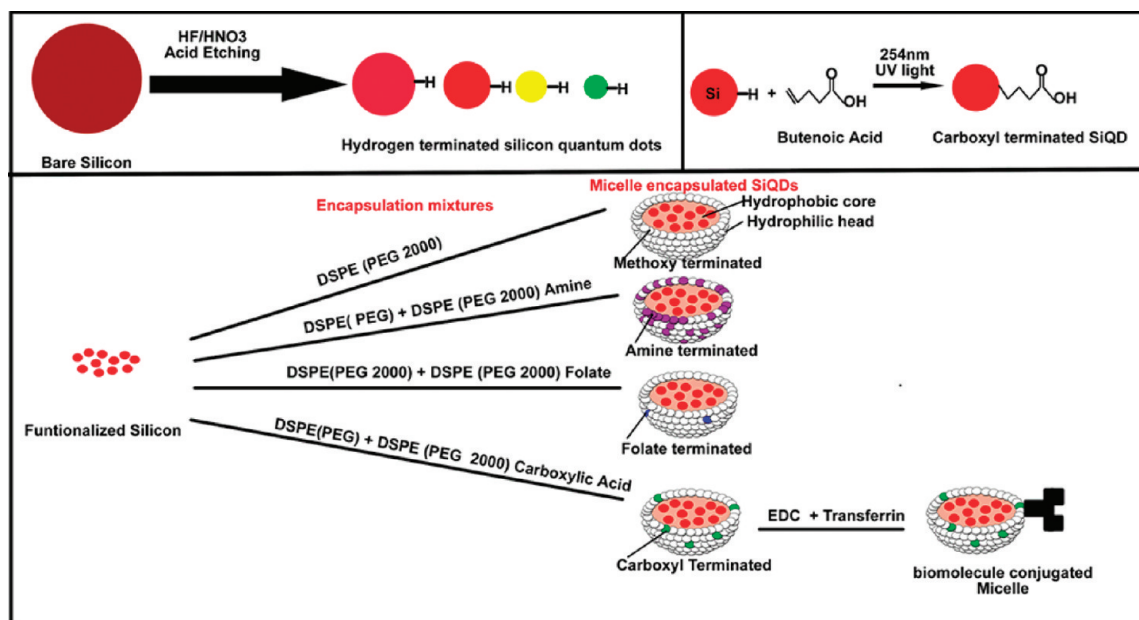 HF/HNO3
Acid Etching
H
H
H
H
Bare Silicon
Hydrogen terminated silicon quantum dots
254nm
UV light
Si
H
+
O
OH
O
OH
Butenoic Acid
Carboxyl terminated SiQD
Encapsulation mixtures
Micelle encapsulated SiQDs
Hydrophobic core
Hydrophilic head
DSPE (PEG 2000)
Methoxy terminated
DSPE( PEG) + DSPE (PEG 2000) Amine
Amine terminated
DSPE(PEG 2000) + DSPE (PEG 2000) Folate
Funtionalized Silicon
Folate terminated
DSPE(PEG) + DSPE (PEG 2000) Carboxylic Acid
EDC + Transferrin
Carboxyl Terminated
biomolecule conjugated
Micelle